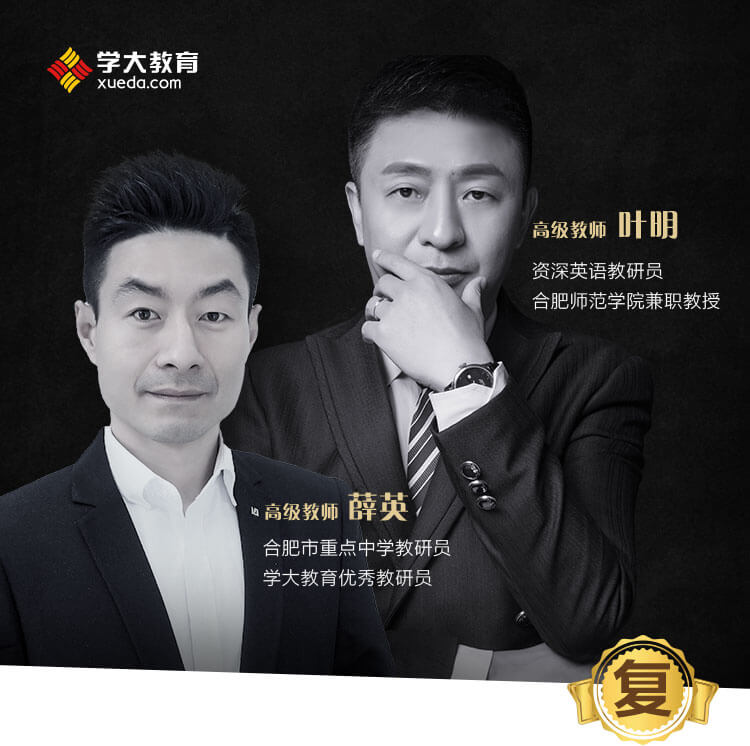 学大教育
xueda.com
高级教师 叶明
资深英语教研员
合肥师范学院兼职教授
高级教师 薛英
合肥市重点中学教研员
学大教育优秀教研员
复